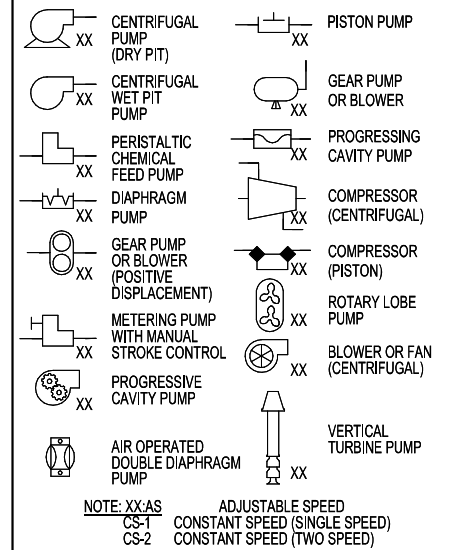 XX
CENTRIFUGAL
PUMP
(DRY PIT)
XX
CENTRIFUGAL
WET PIT
PUMP
XX
PERISTALTIC
CHEMICAL
FEED PUMP
XX
DIAPHRAGM
PUMP
XX
GEAR PUMP
OR BLOWER
(POSITIVE
DISPLACEMENT)
XX
METERING PUMP
WITH MANUAL
STROKE CONTROL
XX
PROGRESSIVE
CAVITY PUMP
AIR OPERATED
DOUBLE DIAPHRAGM
PUMP
XX
PISTON PUMP
XX
GEAR PUMP
OR BLOWER
XX
PROGRESSING
CAVITY PUMP
XX
COMPRESSOR
(CENTRIFUGAL)
XX
COMPRESSOR
(PISTON)
XX
ROTARY LOBE
PUMP
XX
BLOWER OR FAN
(CENTRIFUGAL)
XX
VERTICAL
TURBINE PUMP
NOTE: XX:AS ADJUSTABLE SPEED
CS-1 CONSTANT SPEED (SINGLE SPEED)
CS-2 CONSTANT SPEED (TWO SPEED)